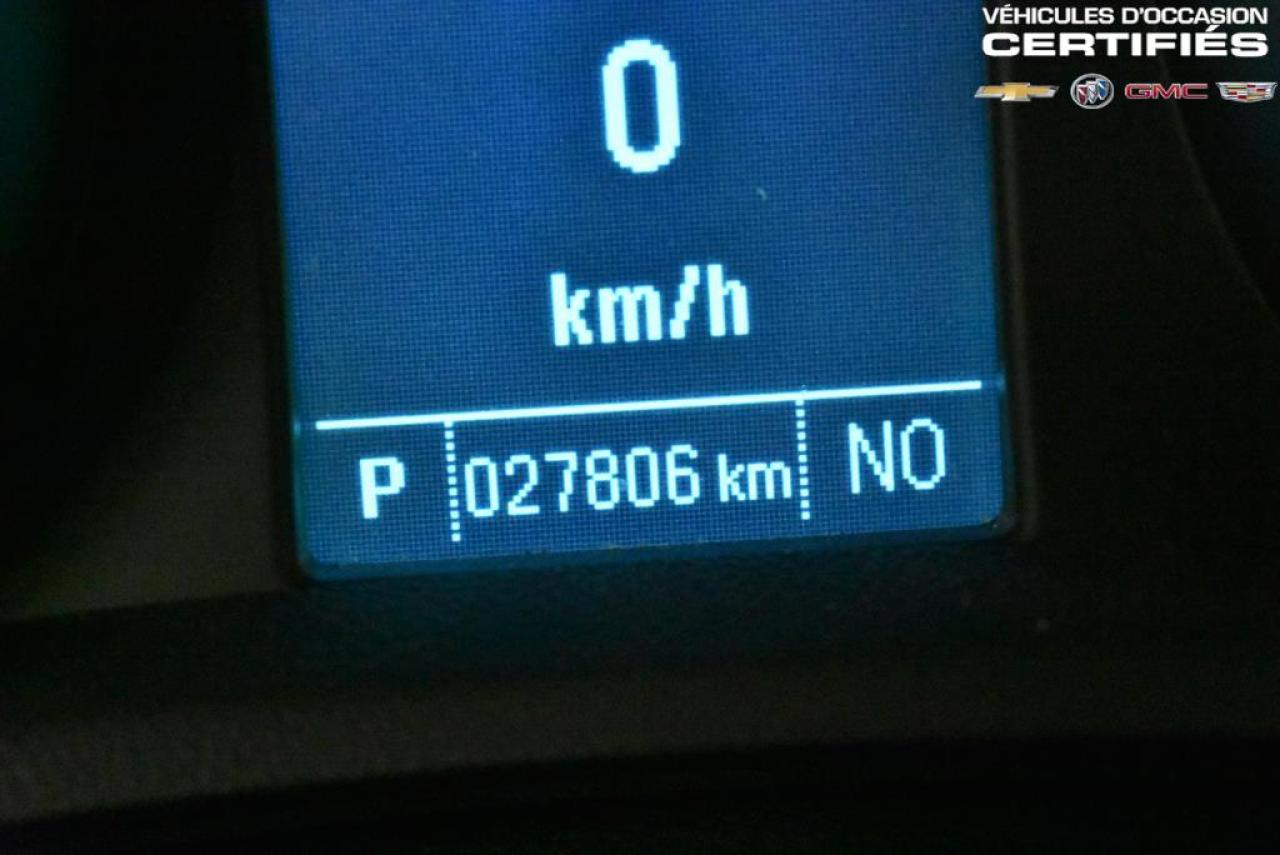 VÉHICULES D'OCCASION
CERTIFIÉS
GMC
0
km/h
P 027806 km NO